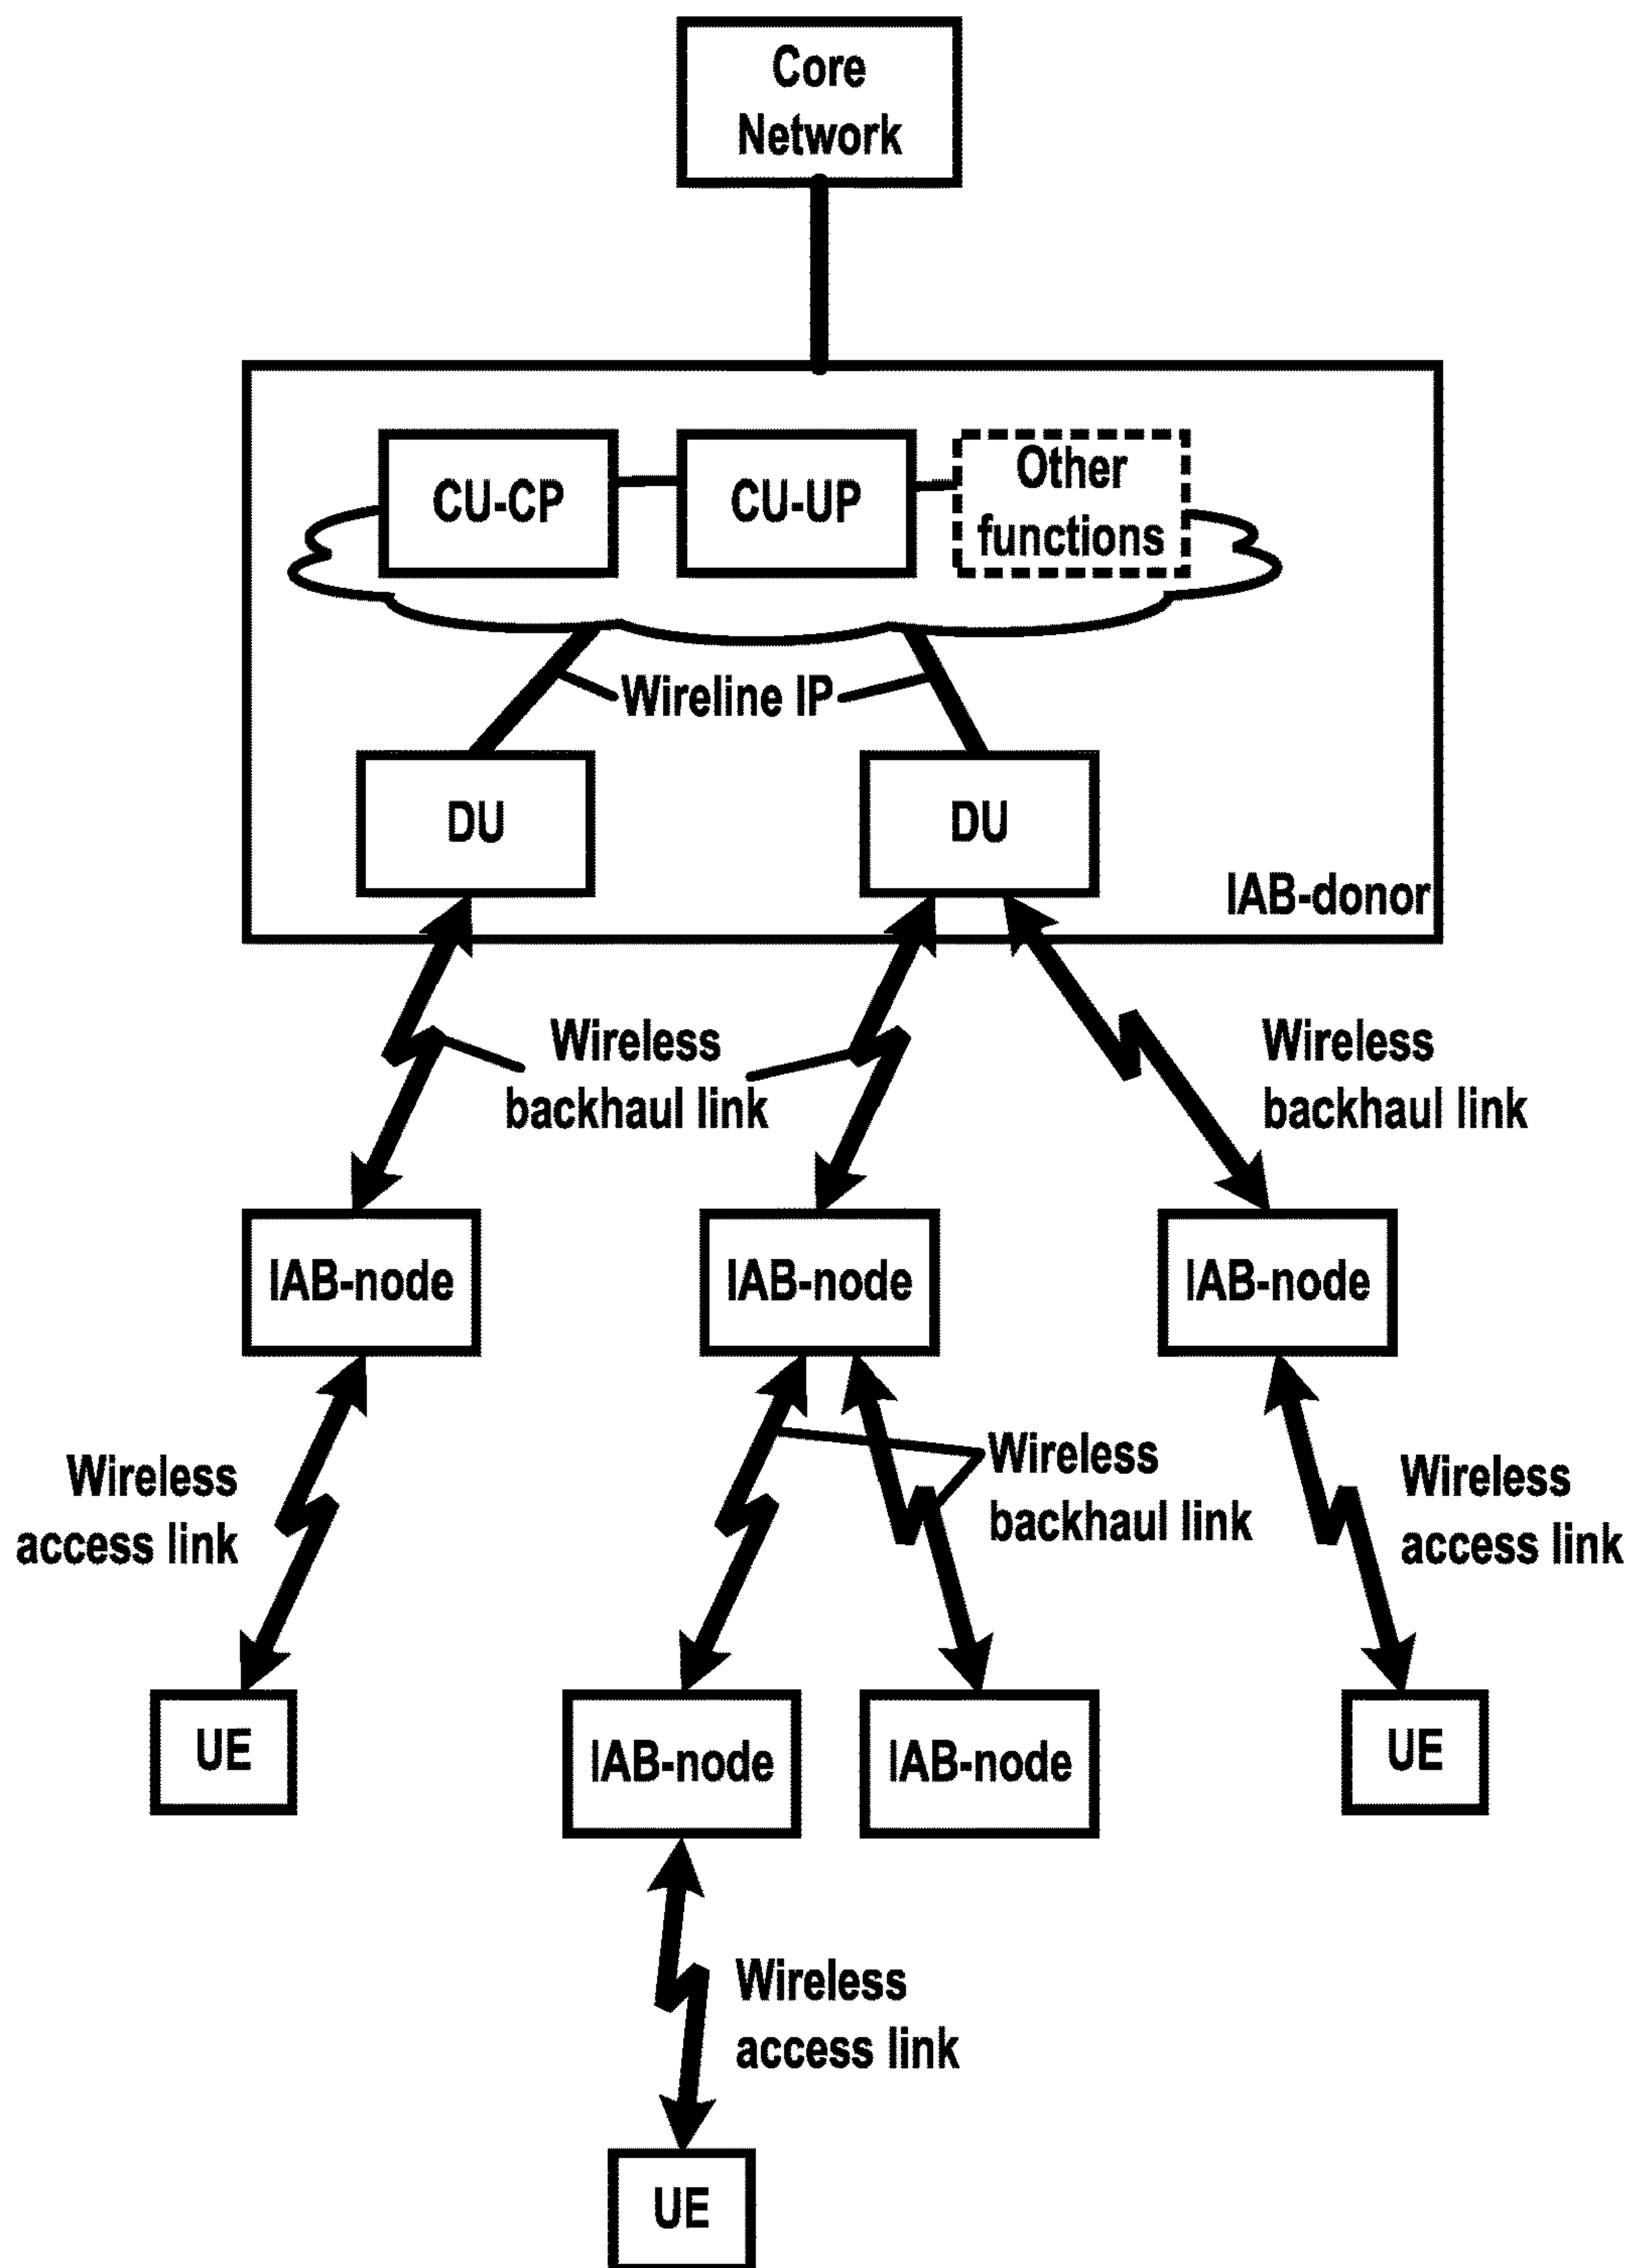 Core
Network
CU-CP
CU-UP
Other
functions
Wireline IP
DU
DU
IAB-donor
Wireless
backhaul link
Wireless
backhaul link
IAB-node
IAB-node
IAB-node
Wireless
access link
Wireless
backhaul link
Wireless
access link
UE
IAB-node
IAB-node
UE
Wireless
access link
UE